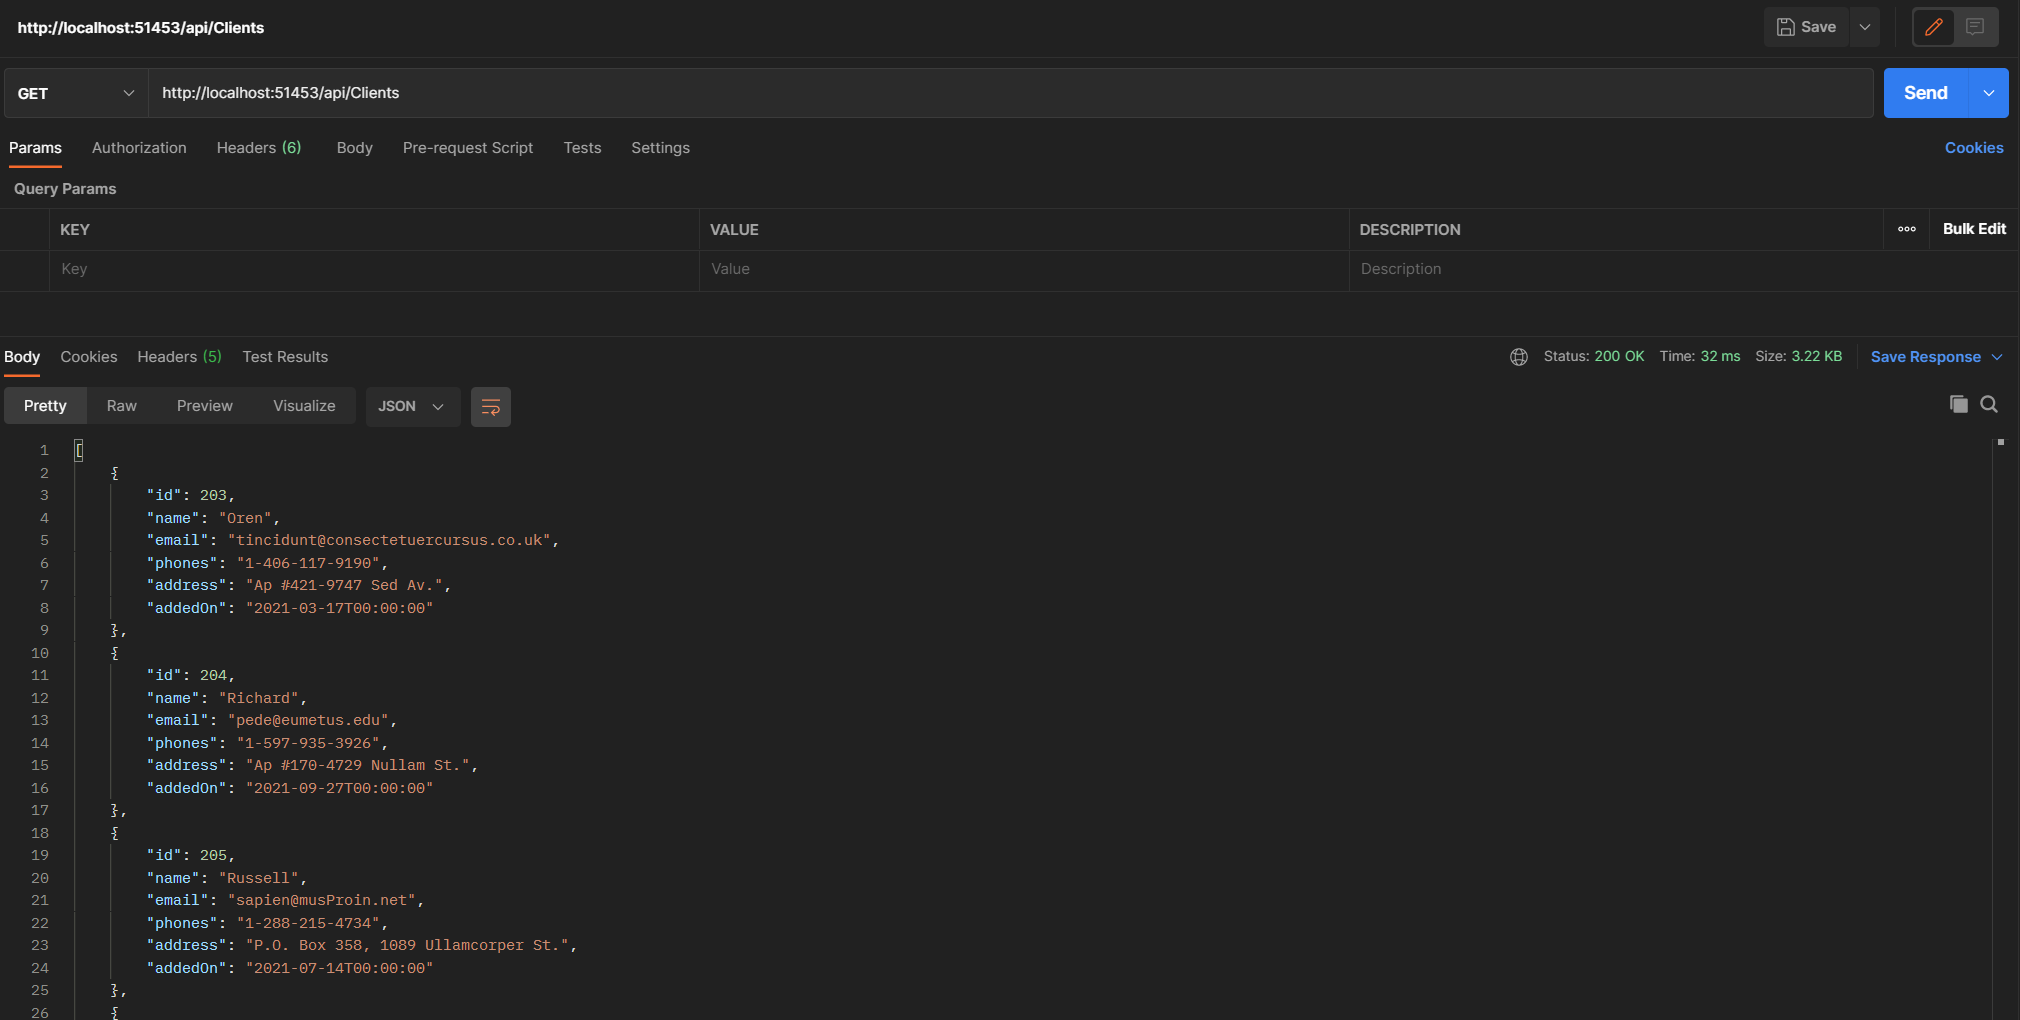 http://localhost:51453/api/Clients
Save
GET
http://localhost:51453/api/Clients
Send
Params Authorization Headers (6) Body Pre-request Script Tests Settings Cookies
Query Params
KEY VALUE DESCRIPTION ooo Bulk Edit
Key Value Description
Body Cookies Headers (5) Test Results Status: 200 OK Time: 32 ms Size: 3.22 KB Save Response
Pretty Raw Preview Visualize JSON
1 [
2 {
3 "id": 203,
4 "name": "Oren",
5 "email": "tincidunt@consectetuercursus.co.uk",
6 "phones": "1-406-117-9190",
7 "address": "Ap #421-9747 Sed Av.",
8 "addedOn": "2021-03-17T00:00:00"
9 },
10 {
11 "id": 204,
12 "name": "Richard",
13 "email": "pede@eumetus.edu",
14 "phones": "1-597-935-3926",
15 "address": "Ap #170-4729 Nullam St.",
16 "addedOn": "2021-09-27T00:00:00"
17 },
18 {
19 "id": 205,
20 "name": "Russell",
21 "email": "sapien@musProin.net",
22 "phones": "1-288-215-4734",
23 "address": "P.O. Box 358, 1089 Ullamcorper St.",
24 "addedOn": "2021-07-14T00:00:00"
25 },
26 {